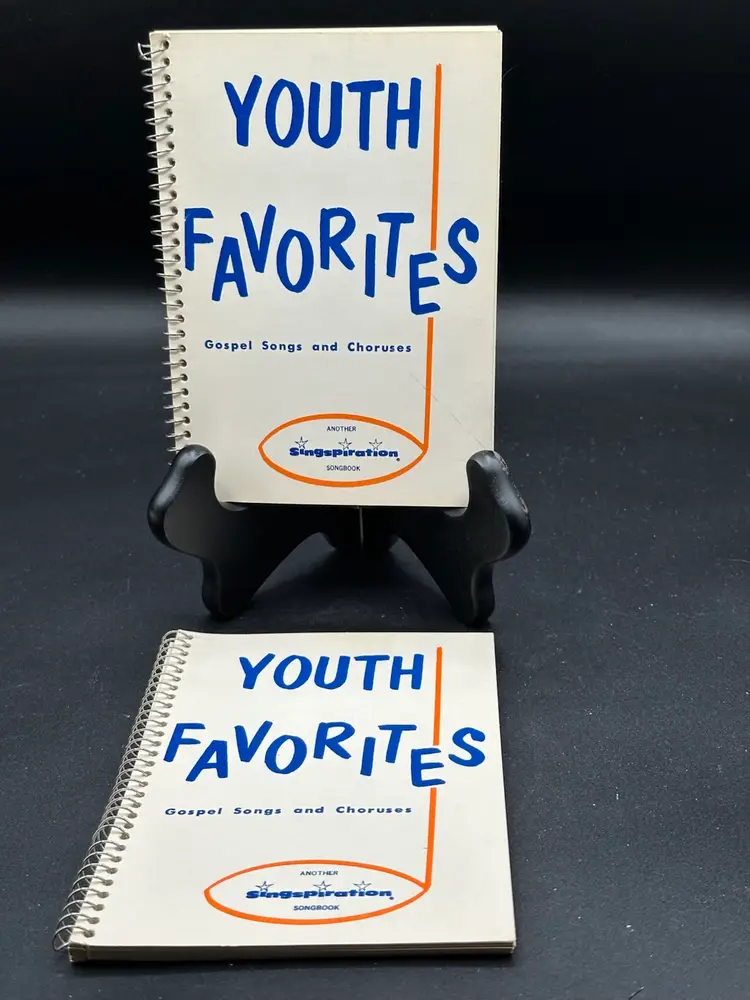 YOUTH
FAVORITES
Gospel Songs and Choruses
ANOTHER
Singspiration®
SONGBOOK
YOUTH
FAVORITES
Gospel Songs and Choruses
ANOTHER
Singspiration®
SONGBOOK